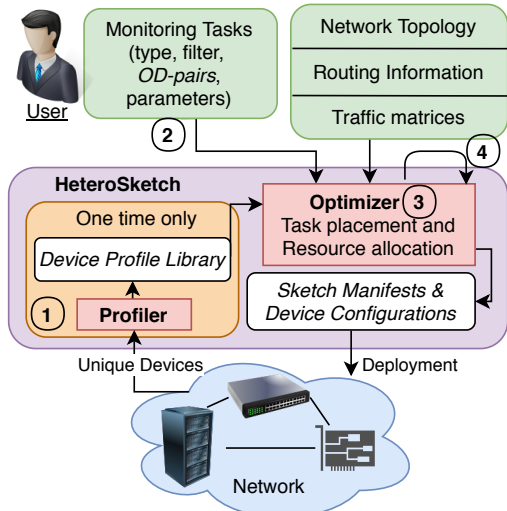 Monitoring Tasks
(type, filter,
OD-pairs,
parameters)
User
2
Network Topology
Routing Information
Traffic matrices
4
HeteroSketch
One time only
Device Profile Library
1
Profiler
Optimizer 3
Task placement and
Resource allocation
Sketch Manifests &
Device Configurations
Unique Devices
Deployment
Network